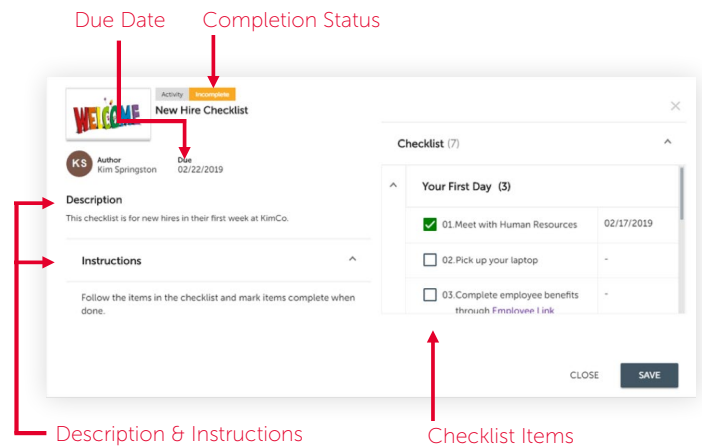 Due Date
Completion Status
WELCOME
Activity
Incomplete
New Hire Checklist
KS
Author
Kim Springston
Due
02/22/2019
Description
This checklist is for new hires in their first week at KimCo.
Instructions
Follow the items in the checklist and mark items complete when
done.
Checklist (7)
Your First Day (3)
01.Meet with Human Resources
02/17/2019
02.Pick up your laptop
-
03.Complete employee benefits
-
through Employee Link
CLOSE
SAVE
Description & Instructions
Checklist Items